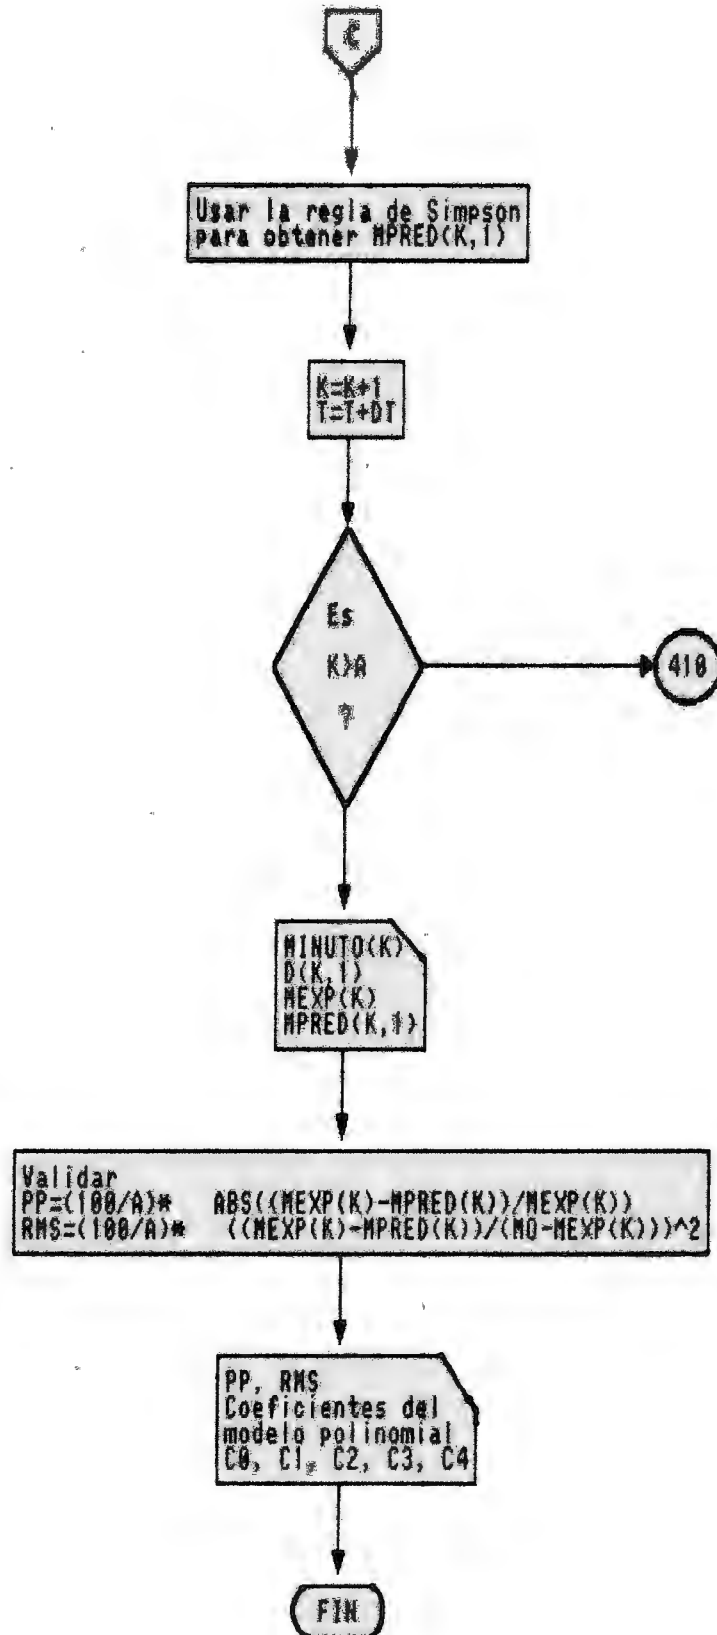 C
Usar la regla de Simpson
para obtener MPRED(K,1)
K=K+1
T=T+DT
Es
K>A
?
410
MINUTO(K)
D(K,1)
MEXP(K)
MPRED(K,1)
Validar
PP=(100/A)* ABS((MEXP(K)-MPRED(K))/MEXP(K))
RMS=(100/A)* ((MEXP(K)-MPRED(K))/(MO-MEXP(K)))^2
PP, RMS
Coeficientes del
modelo polinomial
C0, C1, C2, C3, C4
FIN